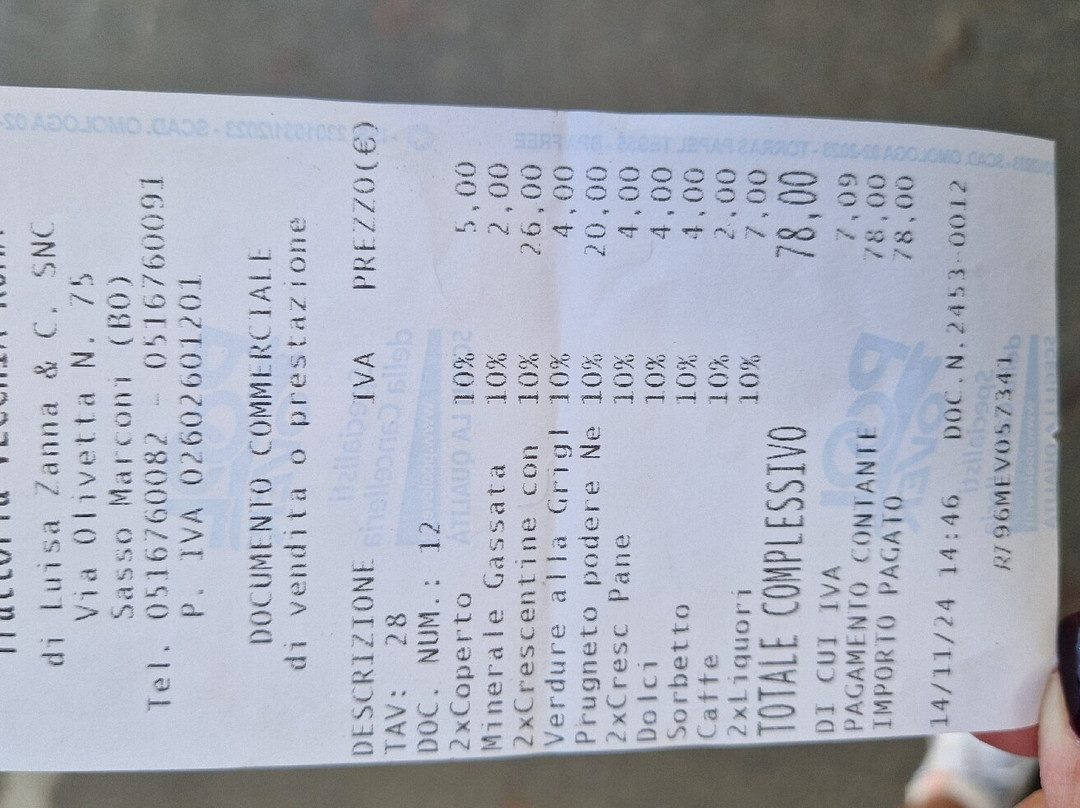 di Luisa Zanna & C. SNC
Via Olivetta N. 75
Sasso Marconi (BO)
Tel. 0516760082 - 0516760091
P. IVA 02602601201
DOCUMENTO COMMERCIALE
di vendita o prestazione
DESCRIZIONE IVA PREZZO(€)
TAV: 28
DOC. NUM.: 12
2xCoperto 10% 5,00
Minerale Gassata 10% 2,00
2xCrescentine con 10% 26,00
Verdure alla Grigl 10% 4,00
Prugneto podere Ne 10% 20,00
2xCresc Pane 10% 4,00
Dolci 10% 4,00
Sorbetto 10% 4,00
Caffe 10% 2,00
2xLiquori 10% 7,00
TOTALE COMPLESSIVO 78,00
DI CUI IVA 7,09
PAGAMENTO CONTANTE 78,00
IMPORTO PAGATO 78,00
14/11/24 14:46 DOC.N.2453-0012
R/ 96MEV057341